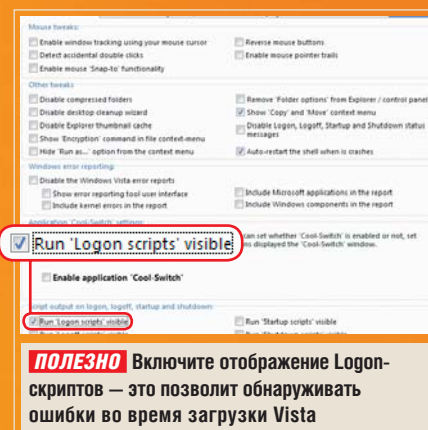 Mouse tweaks:
Enable window tracking using your mouse cursor
Reverse mouse buttons
Detect accidental double clicks
Enable mouse pointer trails
Enable mouse 'Snap-to' functionality
Other tweaks
Disable compressed folders
Remove 'Folder options' from Explorer / control panel
Disable desktop cleanup wizard
Show 'Copy' and 'Move' context menu
Disable Explorer thumbnail cache
Disable Logon, Logoff, Startup and Shutdown status messages
Show 'Encryption' command in file context-menu
Hide 'Run as...' option from the context menu
Auto-restart the shell when is crashes
Windows error reporting:
Disable the Windows Vista error reports
Show error reporting tool user interface
Include Microsoft applications in the report
Include kernel errors in the report
Include Windows components in the report
Application 'Cool-Switch' settings:
can set whether 'Cool-Switch' is enabled or not, set
ns displayed the 'Cool-Switch' window.
Run 'Logon scripts' visible
Enable application 'Cool-Switch'
Script output on logon, logoff, startup and shutdown:
Run 'Logon scripts' visible
Run 'Startup scripts' visible
ПОЛЕЗНО Включите отображение Logon-
скриптов — это позволит обнаруживать
ошибки во время загрузки Vista